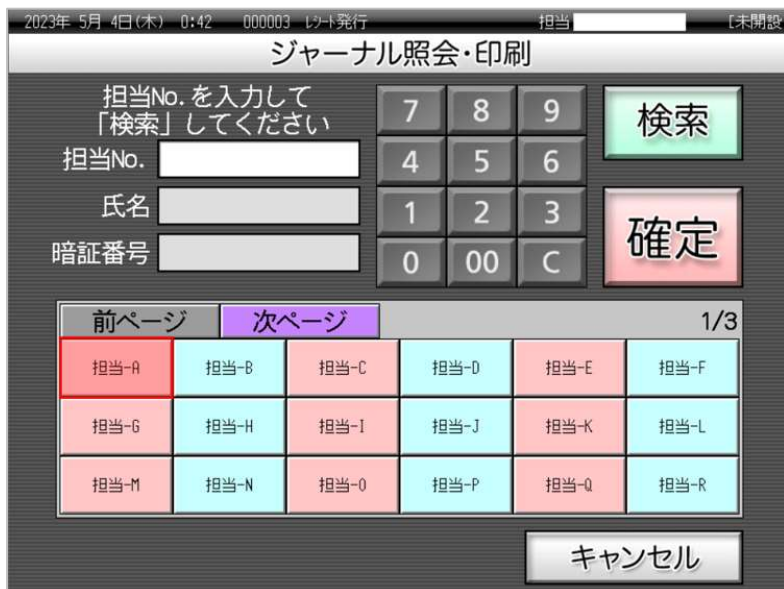 2023年 5月 4日(木) 0:42 000003 ﾚｼｰﾄ発行 担当 [未開設
ジャーナル照会・印刷
担当No.を入力して
「検索」してください
担当No.
氏名
暗証番号
7 8 9
4 5 6
1 2 3
0 00 C
検索
確定
前ページ 次ページ 1/3
担当-A 担当-B 担当-C 担当-D 担当-E 担当-F
担当-G 担当-H 担当-I 担当-J 担当-K 担当-L
担当-M 担当-N 担当-O 担当-P 担当-Q 担当-R
キャンセル